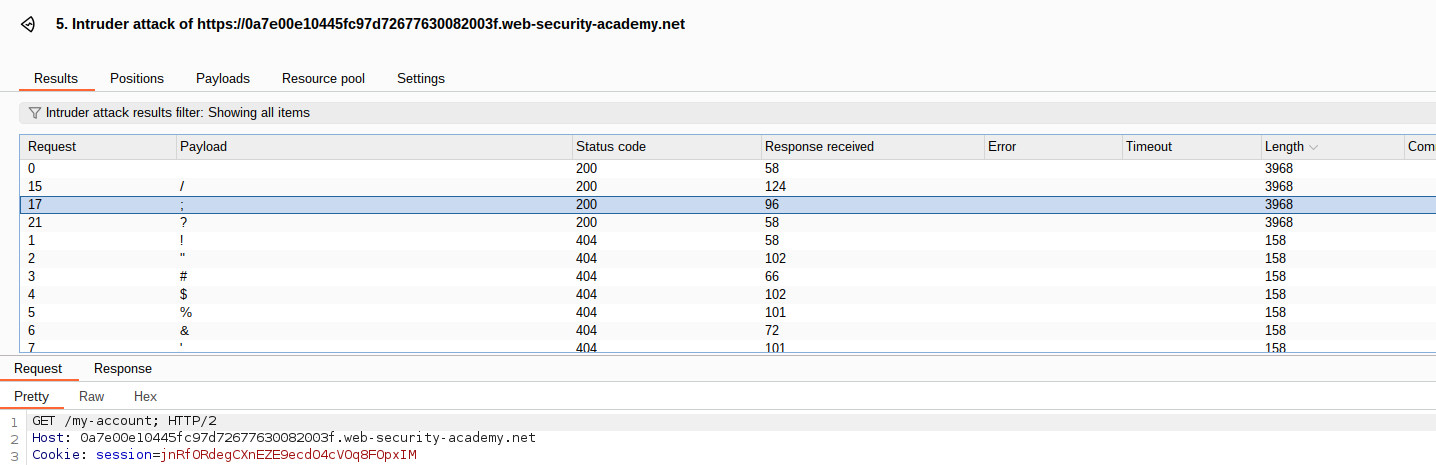 5. Intruder attack of https://0a7e00e10445fc97d72677630082003f.web-security-academy.net
Results Positions Payloads Resource pool Settings
Intruder attack results filter: Showing all items
Request Payload Status code Response received Error Timeout Length Com
0 200 58 3968
15 / 200 124 3968
17 ; 200 96 3968
21 ? 200 58 3968
1 ! 404 58 158
2 " 404 102 158
3 # 404 66 158
4 $ 404 102 158
5 % 404 101 158
6 & 404 72 158
7 ' 404 101 158
Request Response
Pretty Raw Hex
1 GET /my-account; HTTP/2
2 Host: 0a7e00e10445fc97d72677630082003f.web-security-academy.net
3 Cookie: session=jnRfORdegCXnEZE9ecdO4cVOq8FOpxIM